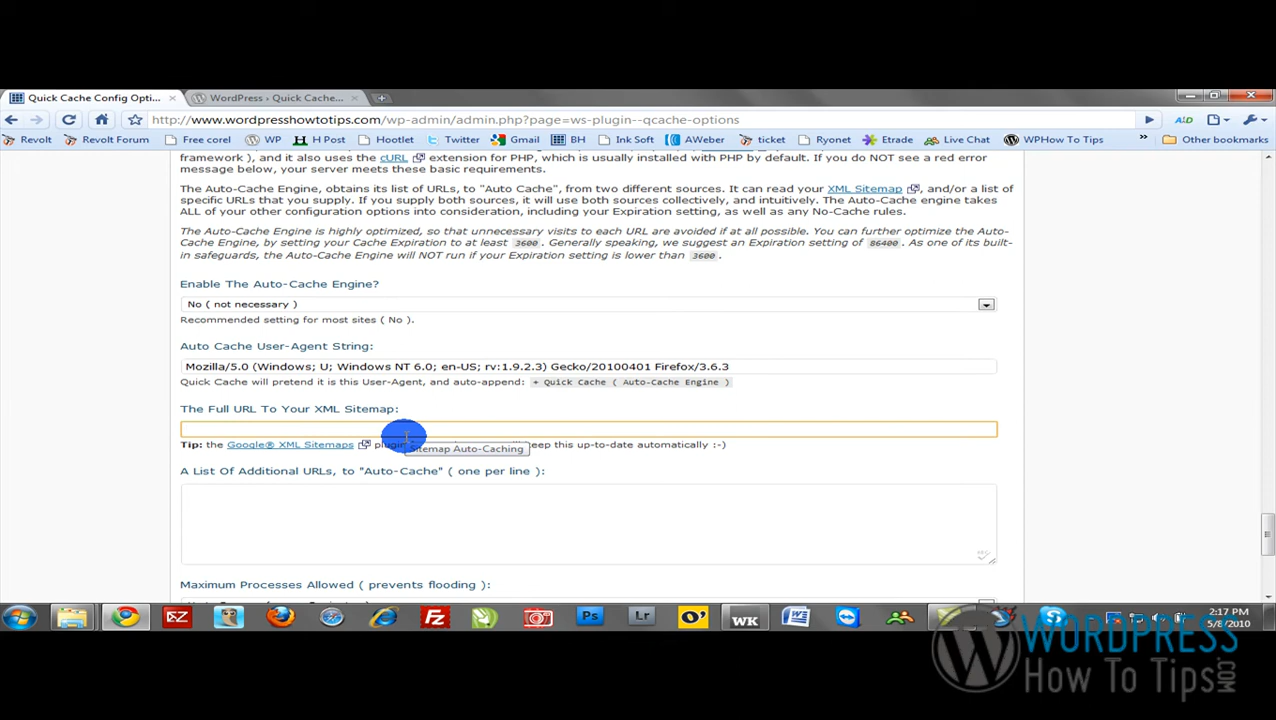 Quick Cache Config Opti...
WordPress › Quick Cache...
http://www.wordpresshowtotips.com/wp-admin/admin.php?page=ws-plugin--qcache-options
Revolt Revolt Forum Free corel WP H Post Hootlet Twitter Gmail BH Ink Soft AWeber ticket Ryonet Etrade Live Chat WPHow To Tips » Other bookmarks
framework ), and it also uses the cURL extension for PHP, which is usually installed with PHP by default. If you do NOT see a red error
message below, your server meets these basic requirements.
The Auto-Cache Engine, obtains its list of URLs, to "Auto Cache", from two different sources. It can read your XML Sitemap, and/or a list of
specific URLs that you supply. If you supply both sources, it will use both sources collectively, and intuitively. The Auto-Cache engine takes
ALL of your other configuration options into consideration, including your Expiration setting, as well as any No-Cache rules.
The Auto-Cache Engine is highly optimized, so that unnecessary visits to each URL are avoided if at all possible. You can further optimize the Auto-
Cache Engine, by setting your Cache Expiration to at least 3600. Generally speaking, we suggest an Expiration setting of 86400. As one of its built-
in safeguards, the Auto-Cache Engine will NOT run if your Expiration setting is lower than 3600.
Enable The Auto-Cache Engine?
No ( not necessary )
Recommended setting for most sites ( No ).
Auto Cache User-Agent String:
Mozilla/5.0 (Windows; U; Windows NT 6.0; en-US; rv:1.9.2.3) Gecko/20100401 Firefox/3.6.3
Quick Cache will pretend it is this User-Agent, and auto-append: + Quick Cache ( Auto-Cache Engine )
The Full URL To Your XML Sitemap:
Tip: the Google® XML Sitemaps plugin keep this up-to-date automatically :-)
Sitemap Auto-Caching
A List Of Additional URLs, to "Auto-Cache" ( one per line ):
Maximum Processes Allowed ( prevents flooding ):
2:17 PM
5/8/2010
WORDPRESS
How To Tips.COM